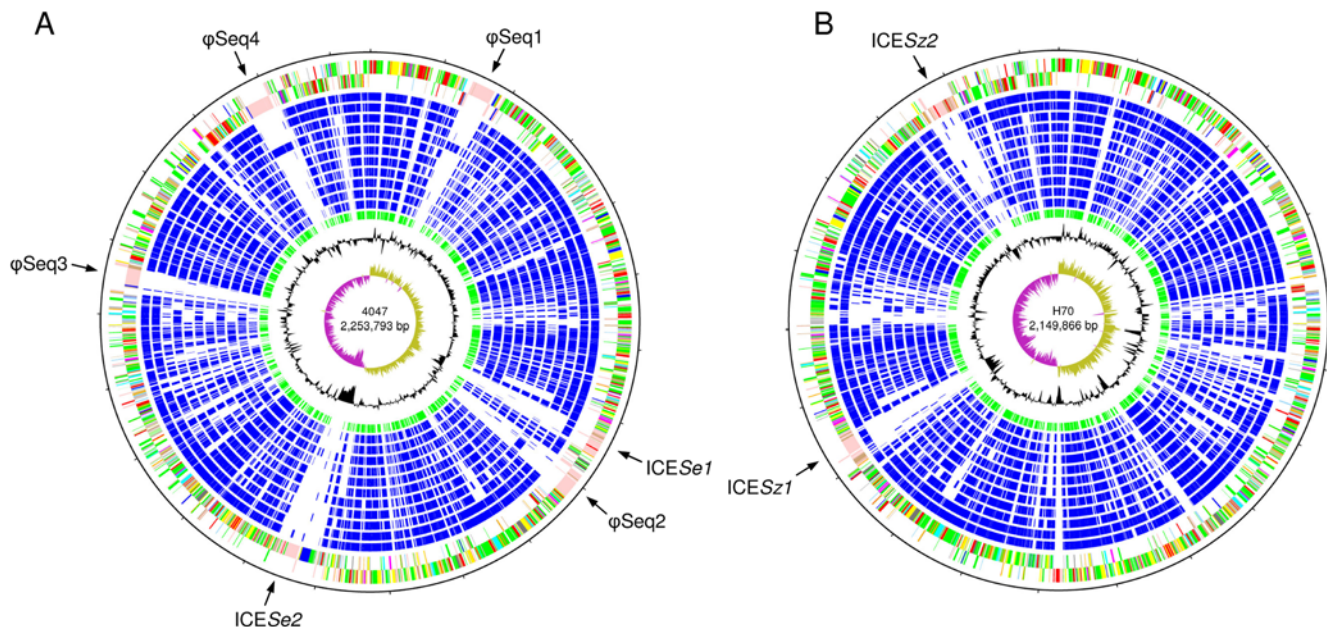 A
φSeq4
φSeq1
φSeq3
4047
2,253,793 bp
ICESe1
φSeq2
ICESe2
B
ICESz2
H70
2,149,866 bp
ICESz1